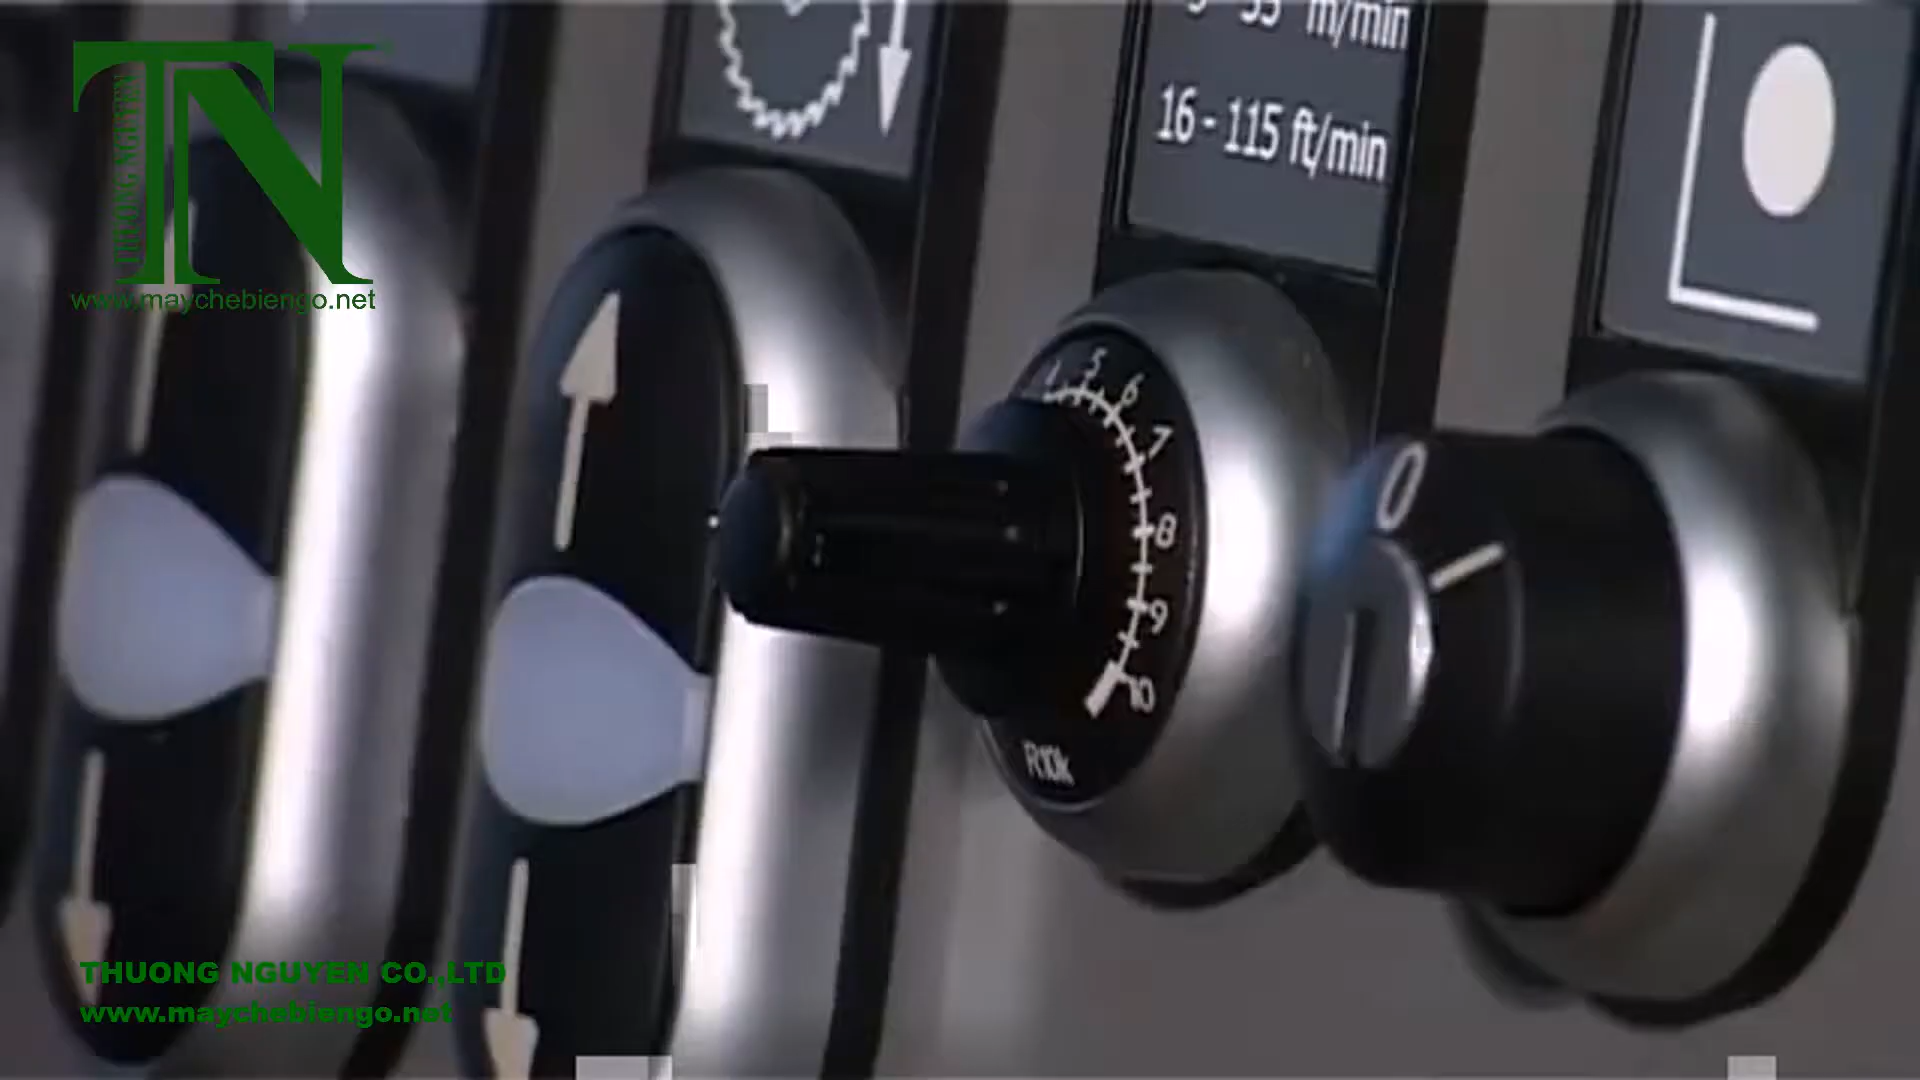 TN
THUONG NGUYEN
www.maychebiengo.net
m/min
16 - 115 ft/min
5
6
7
8
9
10
R10k
0
THUONG NGUYEN CO.,LTD
www.maychebiengo.net